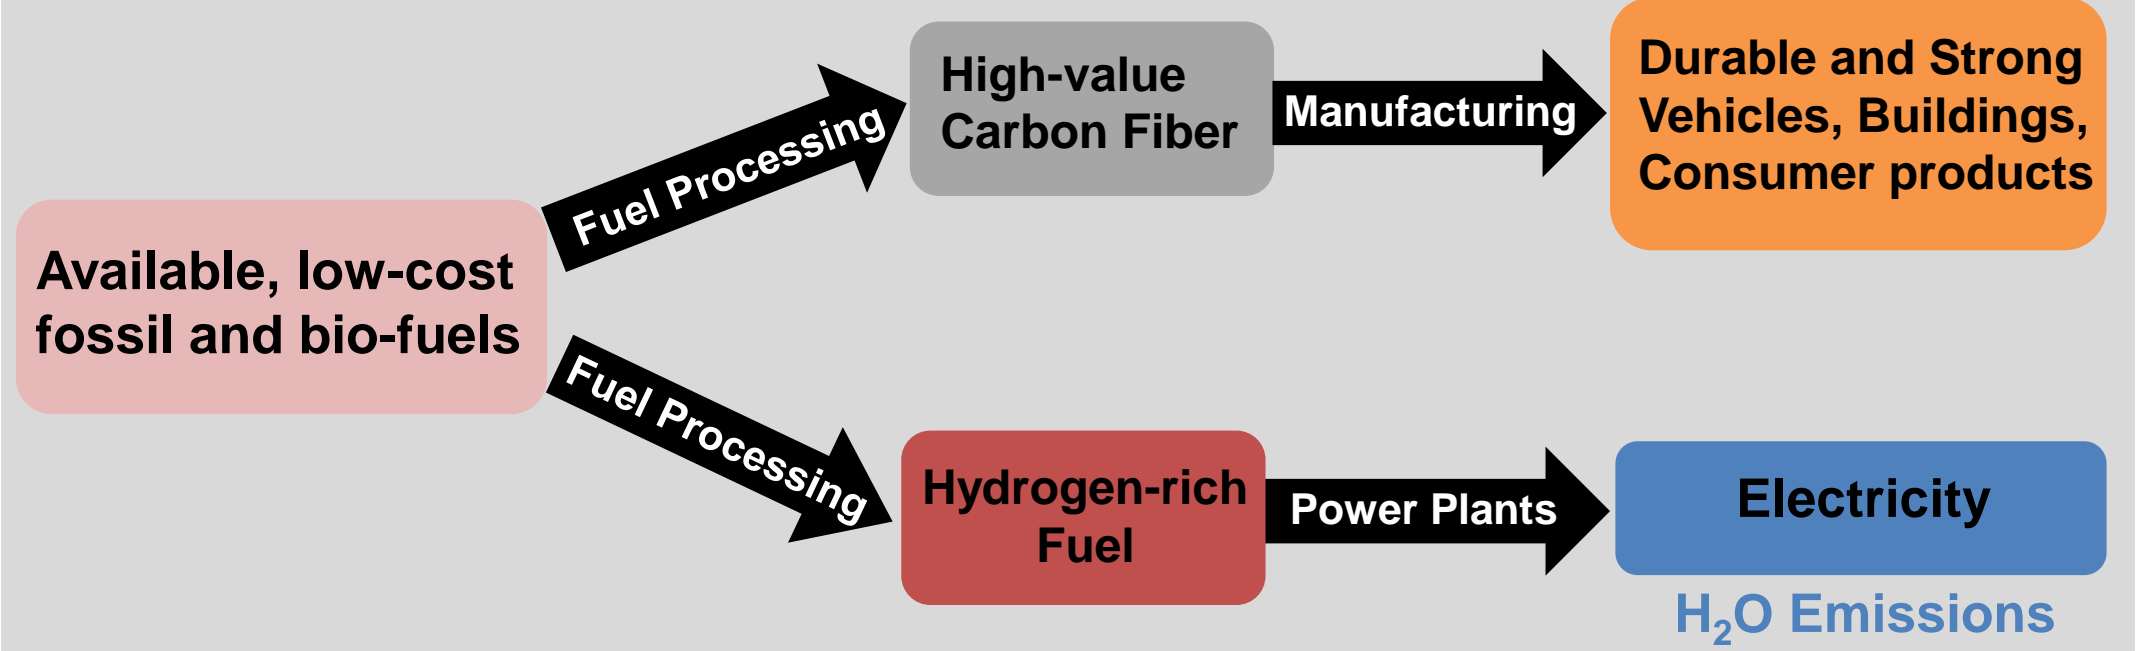 Available, low-cost
fossil and bio-fuels
Fuel Processing
High-value
Carbon Fiber
Manufacturing
Durable and Strong
Vehicles, Buildings,
Consumer products
Fuel Processing
Hydrogen-rich
Fuel
Power Plants
Electricity
H₂O Emissions